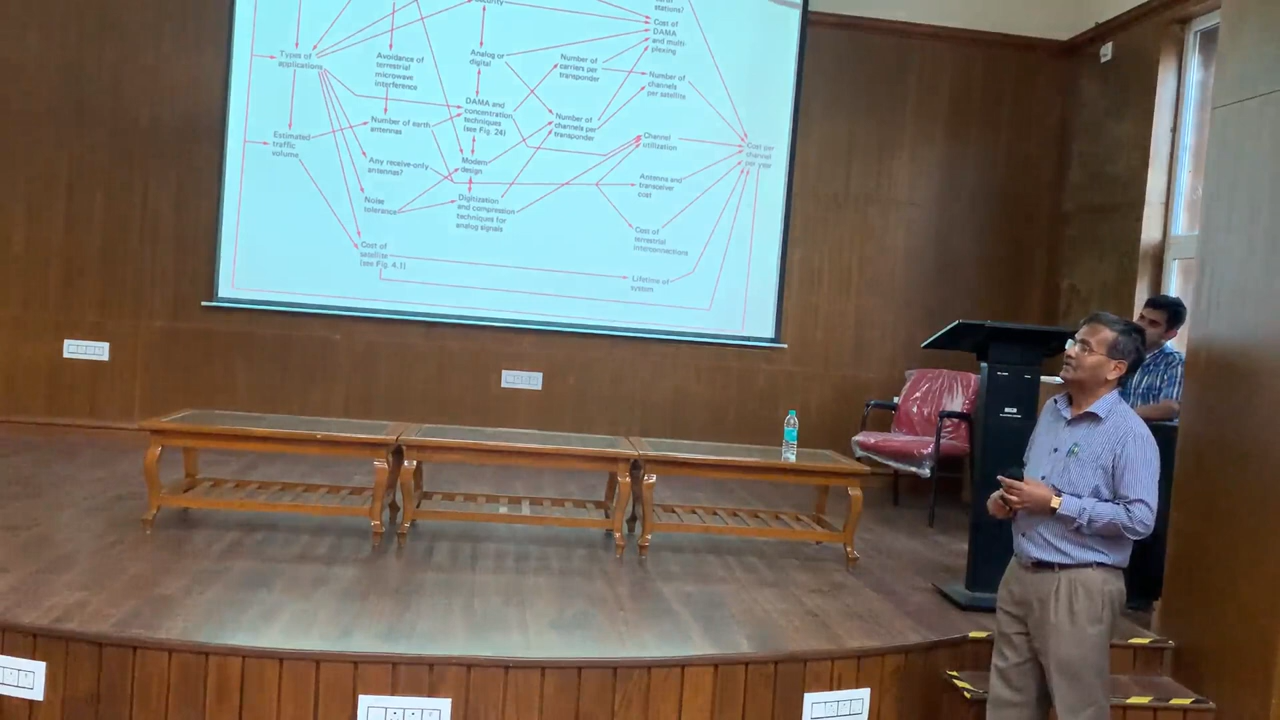 security
stations?
Cost of
DAMA
and multi-
plexing
Types of
applications
Avoidance of
terrestrial
microwave
interference
Analog or
digital
Number of
carriers per
transponder
Number of
channels
per satellite
DAMA and
concentration
techniques
(see Fig. 24)
Number of earth
antennas
Number of
channels per
transponder
Estimated
traffic
volume
Channel
utilization
Cost per
channel
per year
Any receive-only
antennas?
Modem
design
Antenna and
transceiver
cost
Noise
tolerance
Digitization
and compression
techniques for
analog signals
Cost of
terrestrial
interconnections
Cost of
satellite
(see Fig. 4.1)
Lifetime of
system